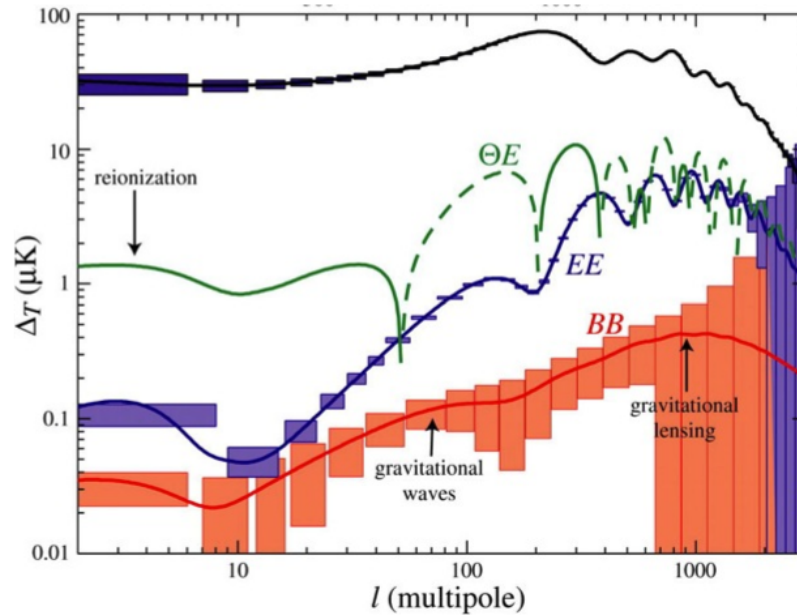 100
10
1
0.1
0.01
Δ_T (μK)
reionization
ΘE
EE
BB
gravitational
waves
gravitational
lensing
10
100
1000
l (multipole)